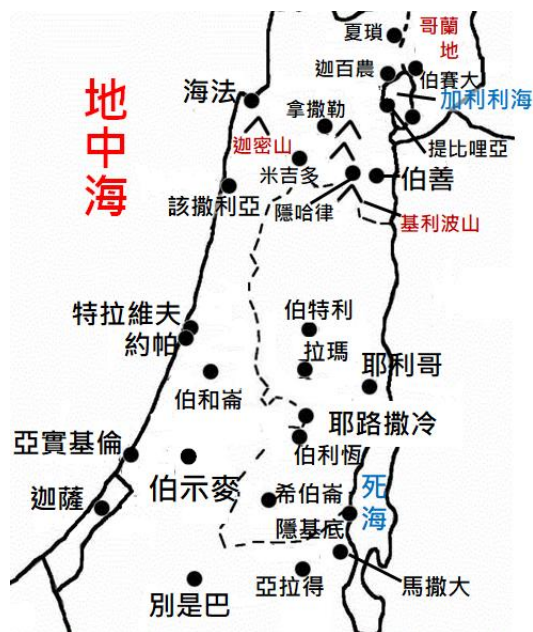 夏瑣
哥蘭
地
迦百農
伯賽大
海法
加利利海
地中海
拿撒勒
迦密山
提比哩亞
米吉多
伯善
該撒利亞
隱哈律
基利波山
特拉維夫
伯特利
約帕
拉瑪
耶利哥
伯和崙
耶路撒冷
亞實基倫
伯利恆
伯示麥
希伯崙
死海
迦薩
隱基底
別是巴
亞拉得
馬撒大